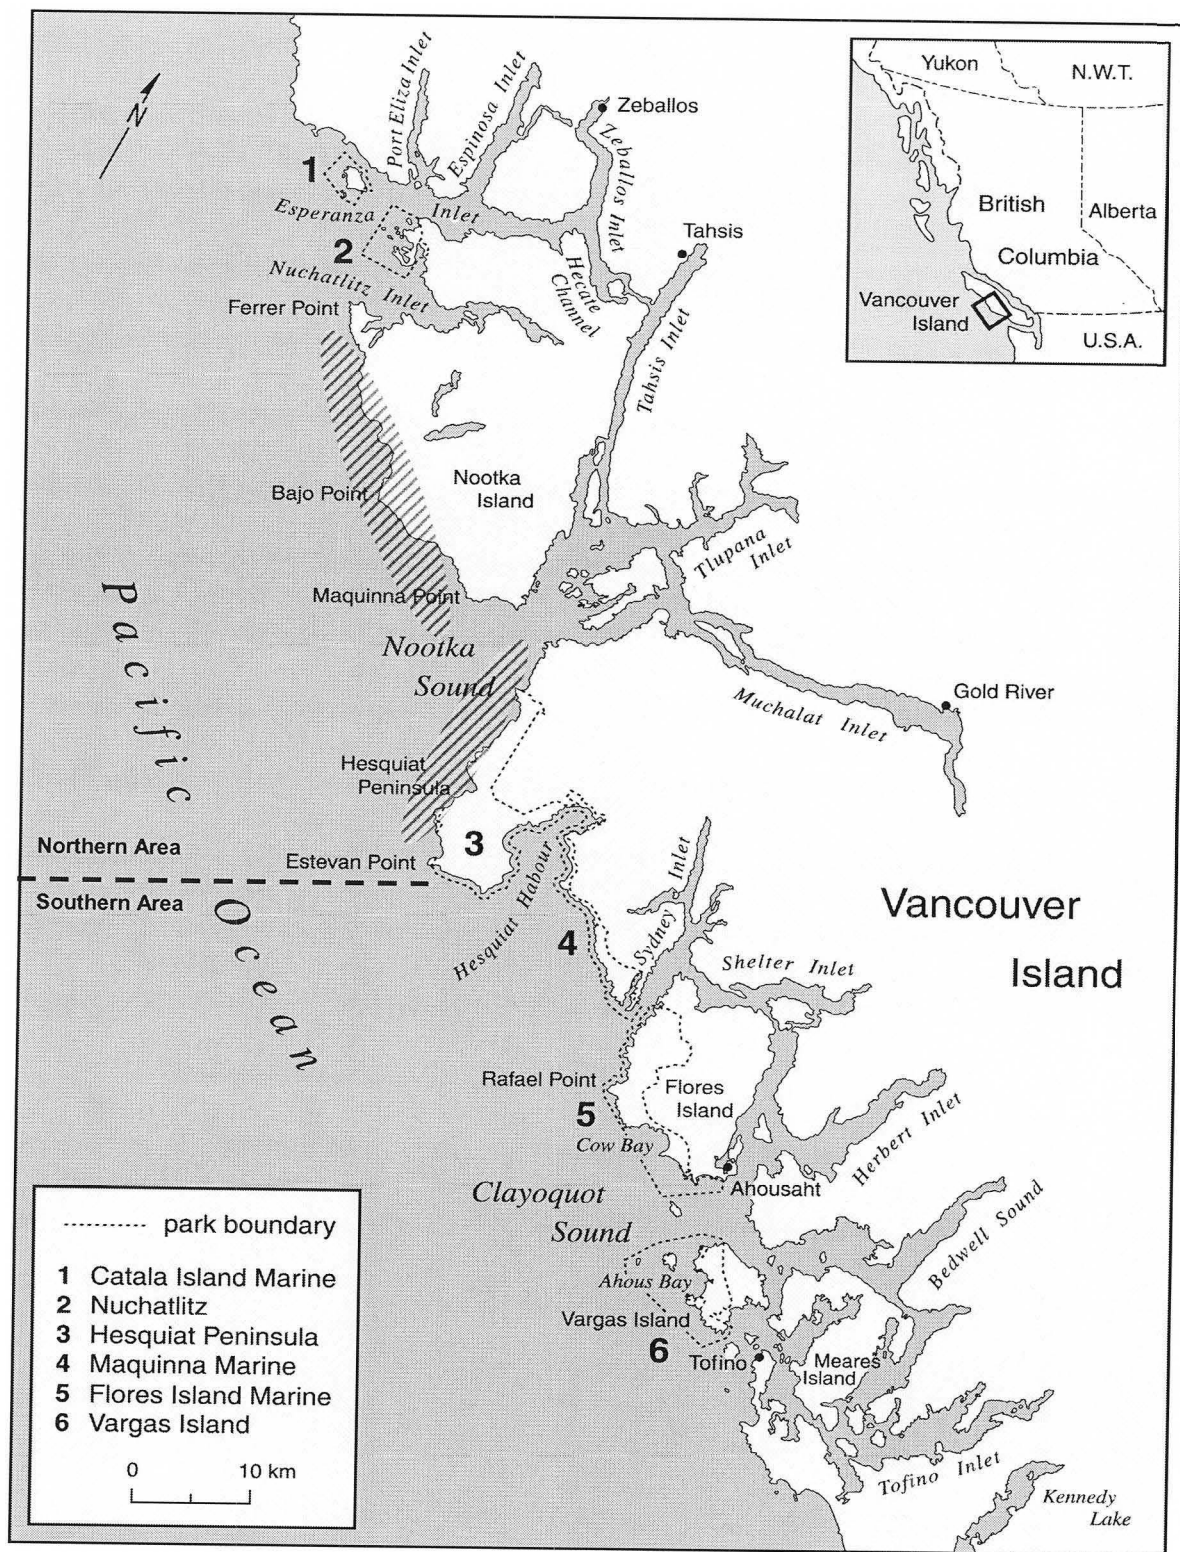 Yukon
N.W.T.
British
Columbia
Alberta
Vancouver
Island
U.S.A.
N
Port Eliza Inlet
Espinosa Inlet
Zeballos
Zeballos Inlet
1
Esperanza Inlet
2
Tahsis
Nuchatlitz Inlet
Hecate
Channel
Ferrer Point
Tahsis Inlet
Nootka
Island
Bajo Point
Tlupana
Inlet
Maquinna Point
Nootka
Sound
Gold River
Muchalat Inlet
Pacific Ocean
Hesquiat
Peninsula
3
Northern Area
Estevan Point
Southern Area
Hesquiat Habour
4
Sydney Inlet
Vancouver
Island
Shelter Inlet
Rafael Point
Flores
Island
5
Cow Bay
Herbert Inlet
Ahousaht
Clayoquot
Sound
Bedwell Sound
Ahous Bay
Vargas Island
6
Tofino
Meares
Island
Tofino Inlet
Kennedy
Lake
park boundary
1 Catala Island Marine
2 Nuchatlitz
3 Hesquiat Peninsula
4 Maquinna Marine
5 Flores Island Marine
6 Vargas Island
0 10 km